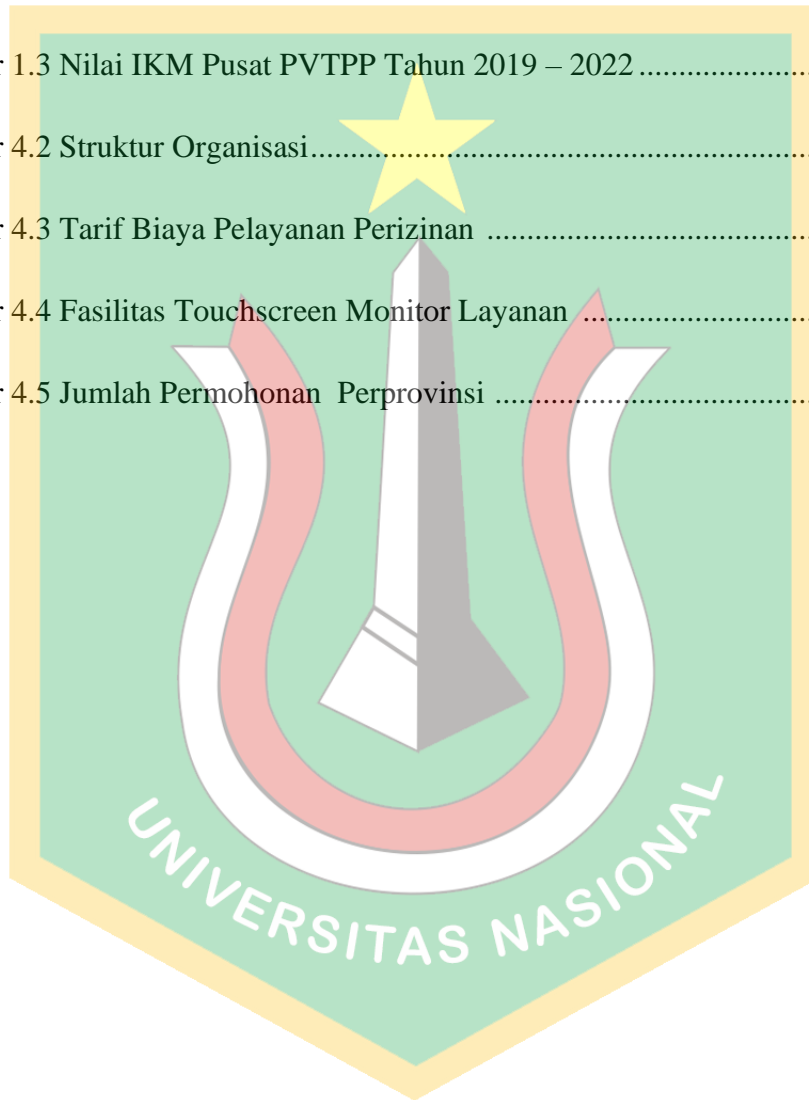 r 1.3 Nilai IKM Pusat PVTPP Tahun 2019 – 2022 ......................
r 4.2 Struktur Organisasi................................................................
r 4.3 Tarif Biaya Pelayanan Perizinan .........................................
r 4.4 Fasilitas Touchscreen Monitor Layanan .............................
r 4.5 Jumlah Permohonan  Perprovinsi ........................................
UNIVERSITAS NASIONAL